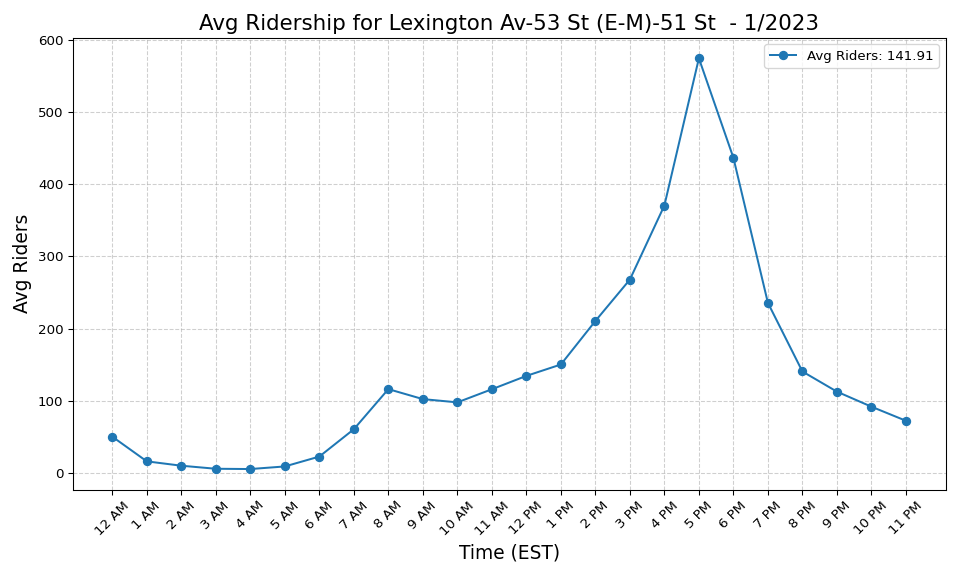 Avg Ridership for Lexington Av-53 St (E-M)-51 St  - 1/2023
Avg Riders: 141.91
600
500
400
300
200
100
0
Avg Riders
12 AM
1 AM
2 AM
3 AM
4 AM
5 AM
6 AM
7 AM
8 AM
9 AM
10 AM
11 AM
12 PM
1 PM
2 PM
3 PM
4 PM
5 PM
6 PM
7 PM
8 PM
9 PM
10 PM
11 PM
Time (EST)